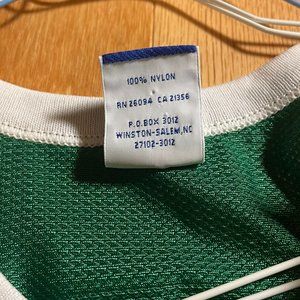 100% NYLON
RN 26094 CA 21356
P.O. BOX 3012
WINSTON-SALEM, NC
27102-3012